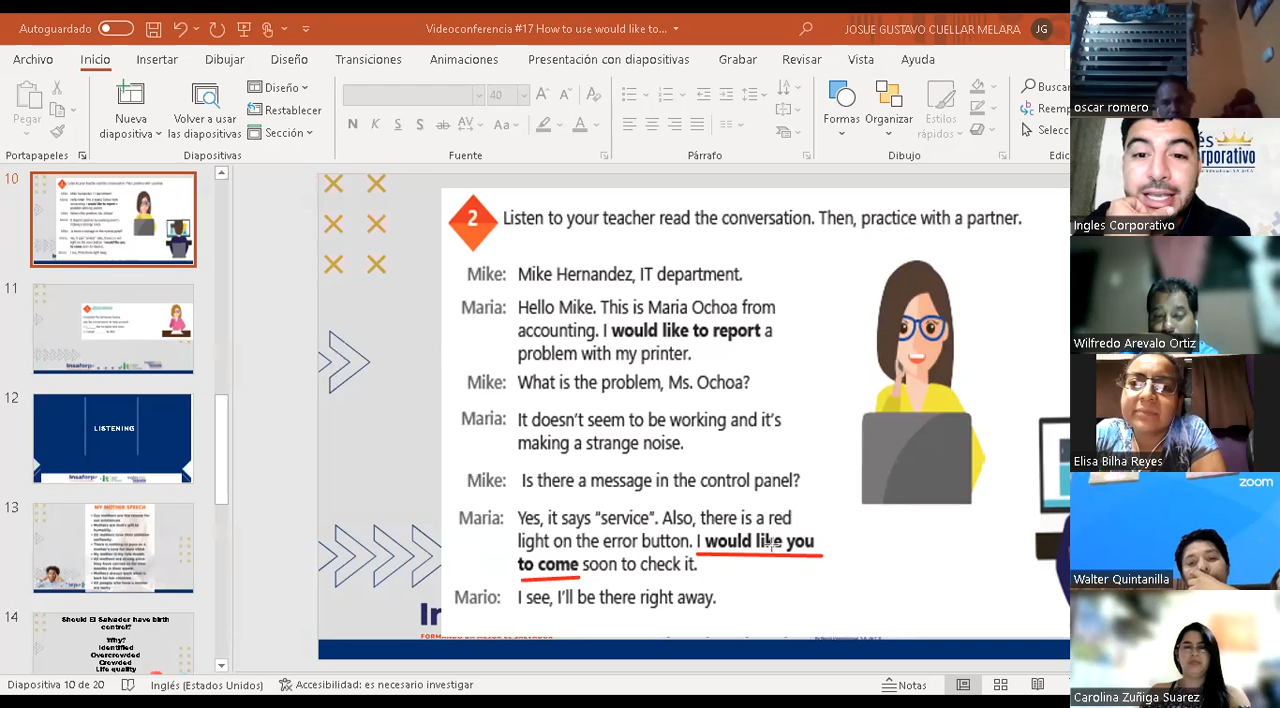 Autoguardado
Videoconferencia #17 How to use would like to...
JOSUE GUSTAVO CUELLAR MELARA
JG
Archivo
Inicio
Insertar
Dibujar
Diseño
Transiciones
Animaciones
Presentación con diapositivas
Grabar
Revisar
Vista
Ayuda
Pegar
Nueva
diapositiva
Volver a usar
las diapositivas
Diseño
Restablecer
Sección
40
N K S S ab AV Aa
Formas
Organizar
Estilos
rápidos
Buscar
Reemp
Selecc
Portapapeles
Diapositivas
Fuente
Párrafo
Dibujo
10
11
12
LISTENING
13
MY MOTHER SPEECH
14
Should El Salvador have birth
control?
Why?
Identified
Overcrowded
Crowded
Life quality
2
Listen to your teacher read the conversation. Then, practice with a partner.
Mike: Mike Hernandez, IT department.
Maria: Hello Mike. This is Maria Ochoa from
accounting. I would like to report a
problem with my printer.
Mike: What is the problem, Ms. Ochoa?
Maria: It doesn't seem to be working and it's
making a strange noise.
Mike: Is there a message in the control panel?
Maria: Yes, it says "service". Also, there is a red
light on the error button. I would like you
to come soon to check it.
Mario: I see, I'll be there right away.
In
Diapositiva 10 de 20
Inglés (Estados Unidos)
Accesibilidad: es necesario investigar
Notas
oscar romero
és
orporativo
Ingles Corporativo
Wilfredo Arevalo Ortiz
Elisa Bilha Reyes
zoom
Walter Quintanilla
Carolina Zuñiga Suarez